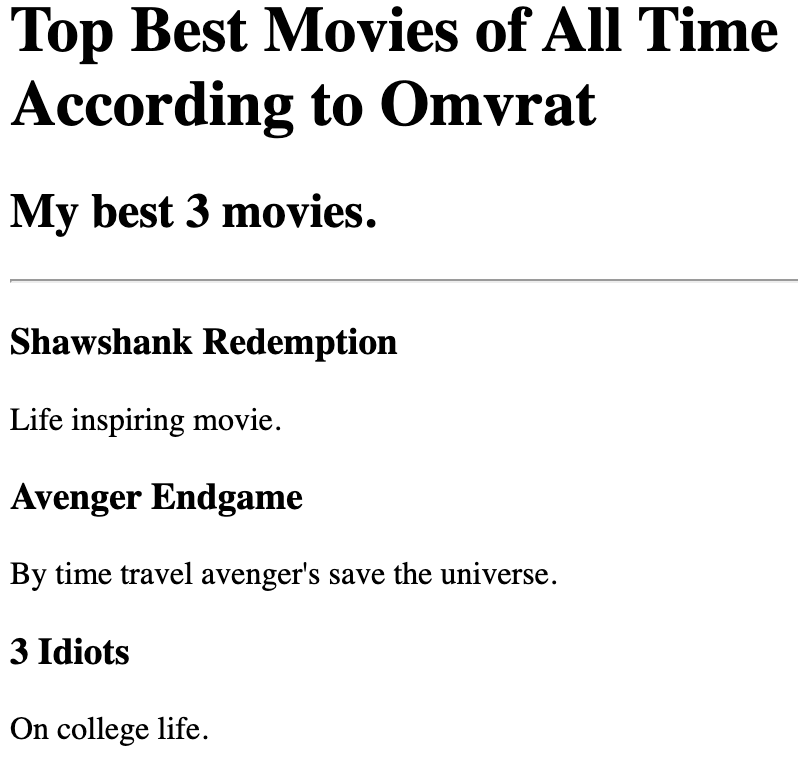 Top Best Movies of All Time
According to Omvrat
My best 3 movies.
Shawshank Redemption
Life inspiring movie.
Avenger Endgame
By time travel avenger's save the universe.
3 Idiots
On college life.